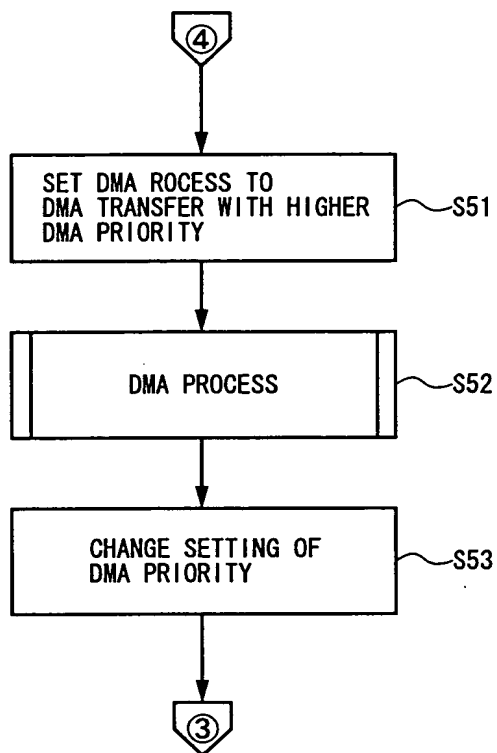 ④
SET DMA ROCESS TO
DMA TRANSFER WITH HIGHER
DMA PRIORITY
S51
DMA PROCESS
S52
CHANGE SETTING OF
DMA PRIORITY
S53
③